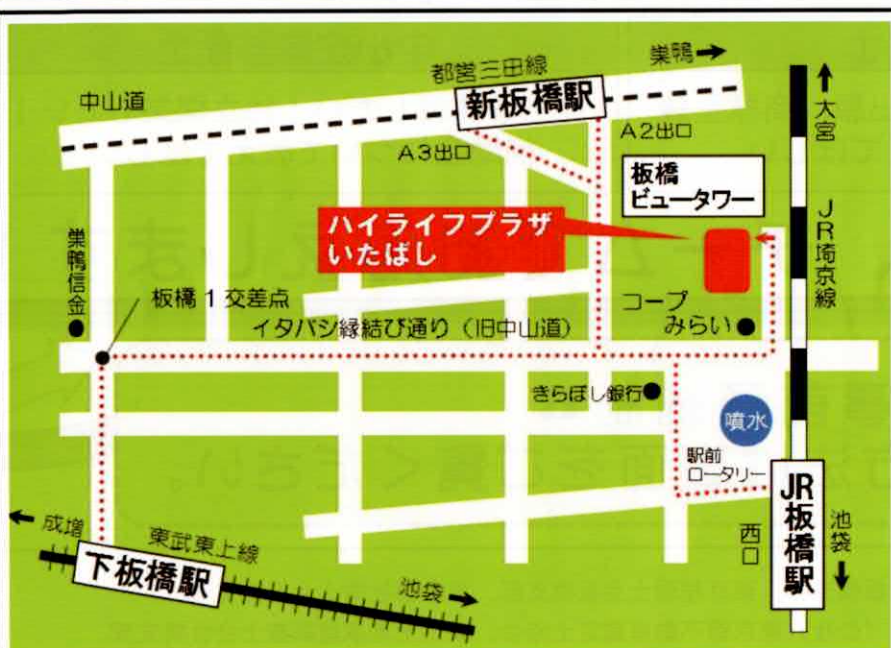 巣鴨
都営三田線
中山道
新板橋駅
大宮
A3出口
A2出口
板橋
ビュータワー
JR埼京線
ハイライフプラザ
いたばし
巣鴨信金
板橋1交差点
イタバシ縁結び通り(旧中山道)
コープ
みらい
きらぼし銀行
噴水
駅前
ロータリー
JR板橋駅
西口
池袋
成増
東武東上線
下板橋駅
池袋